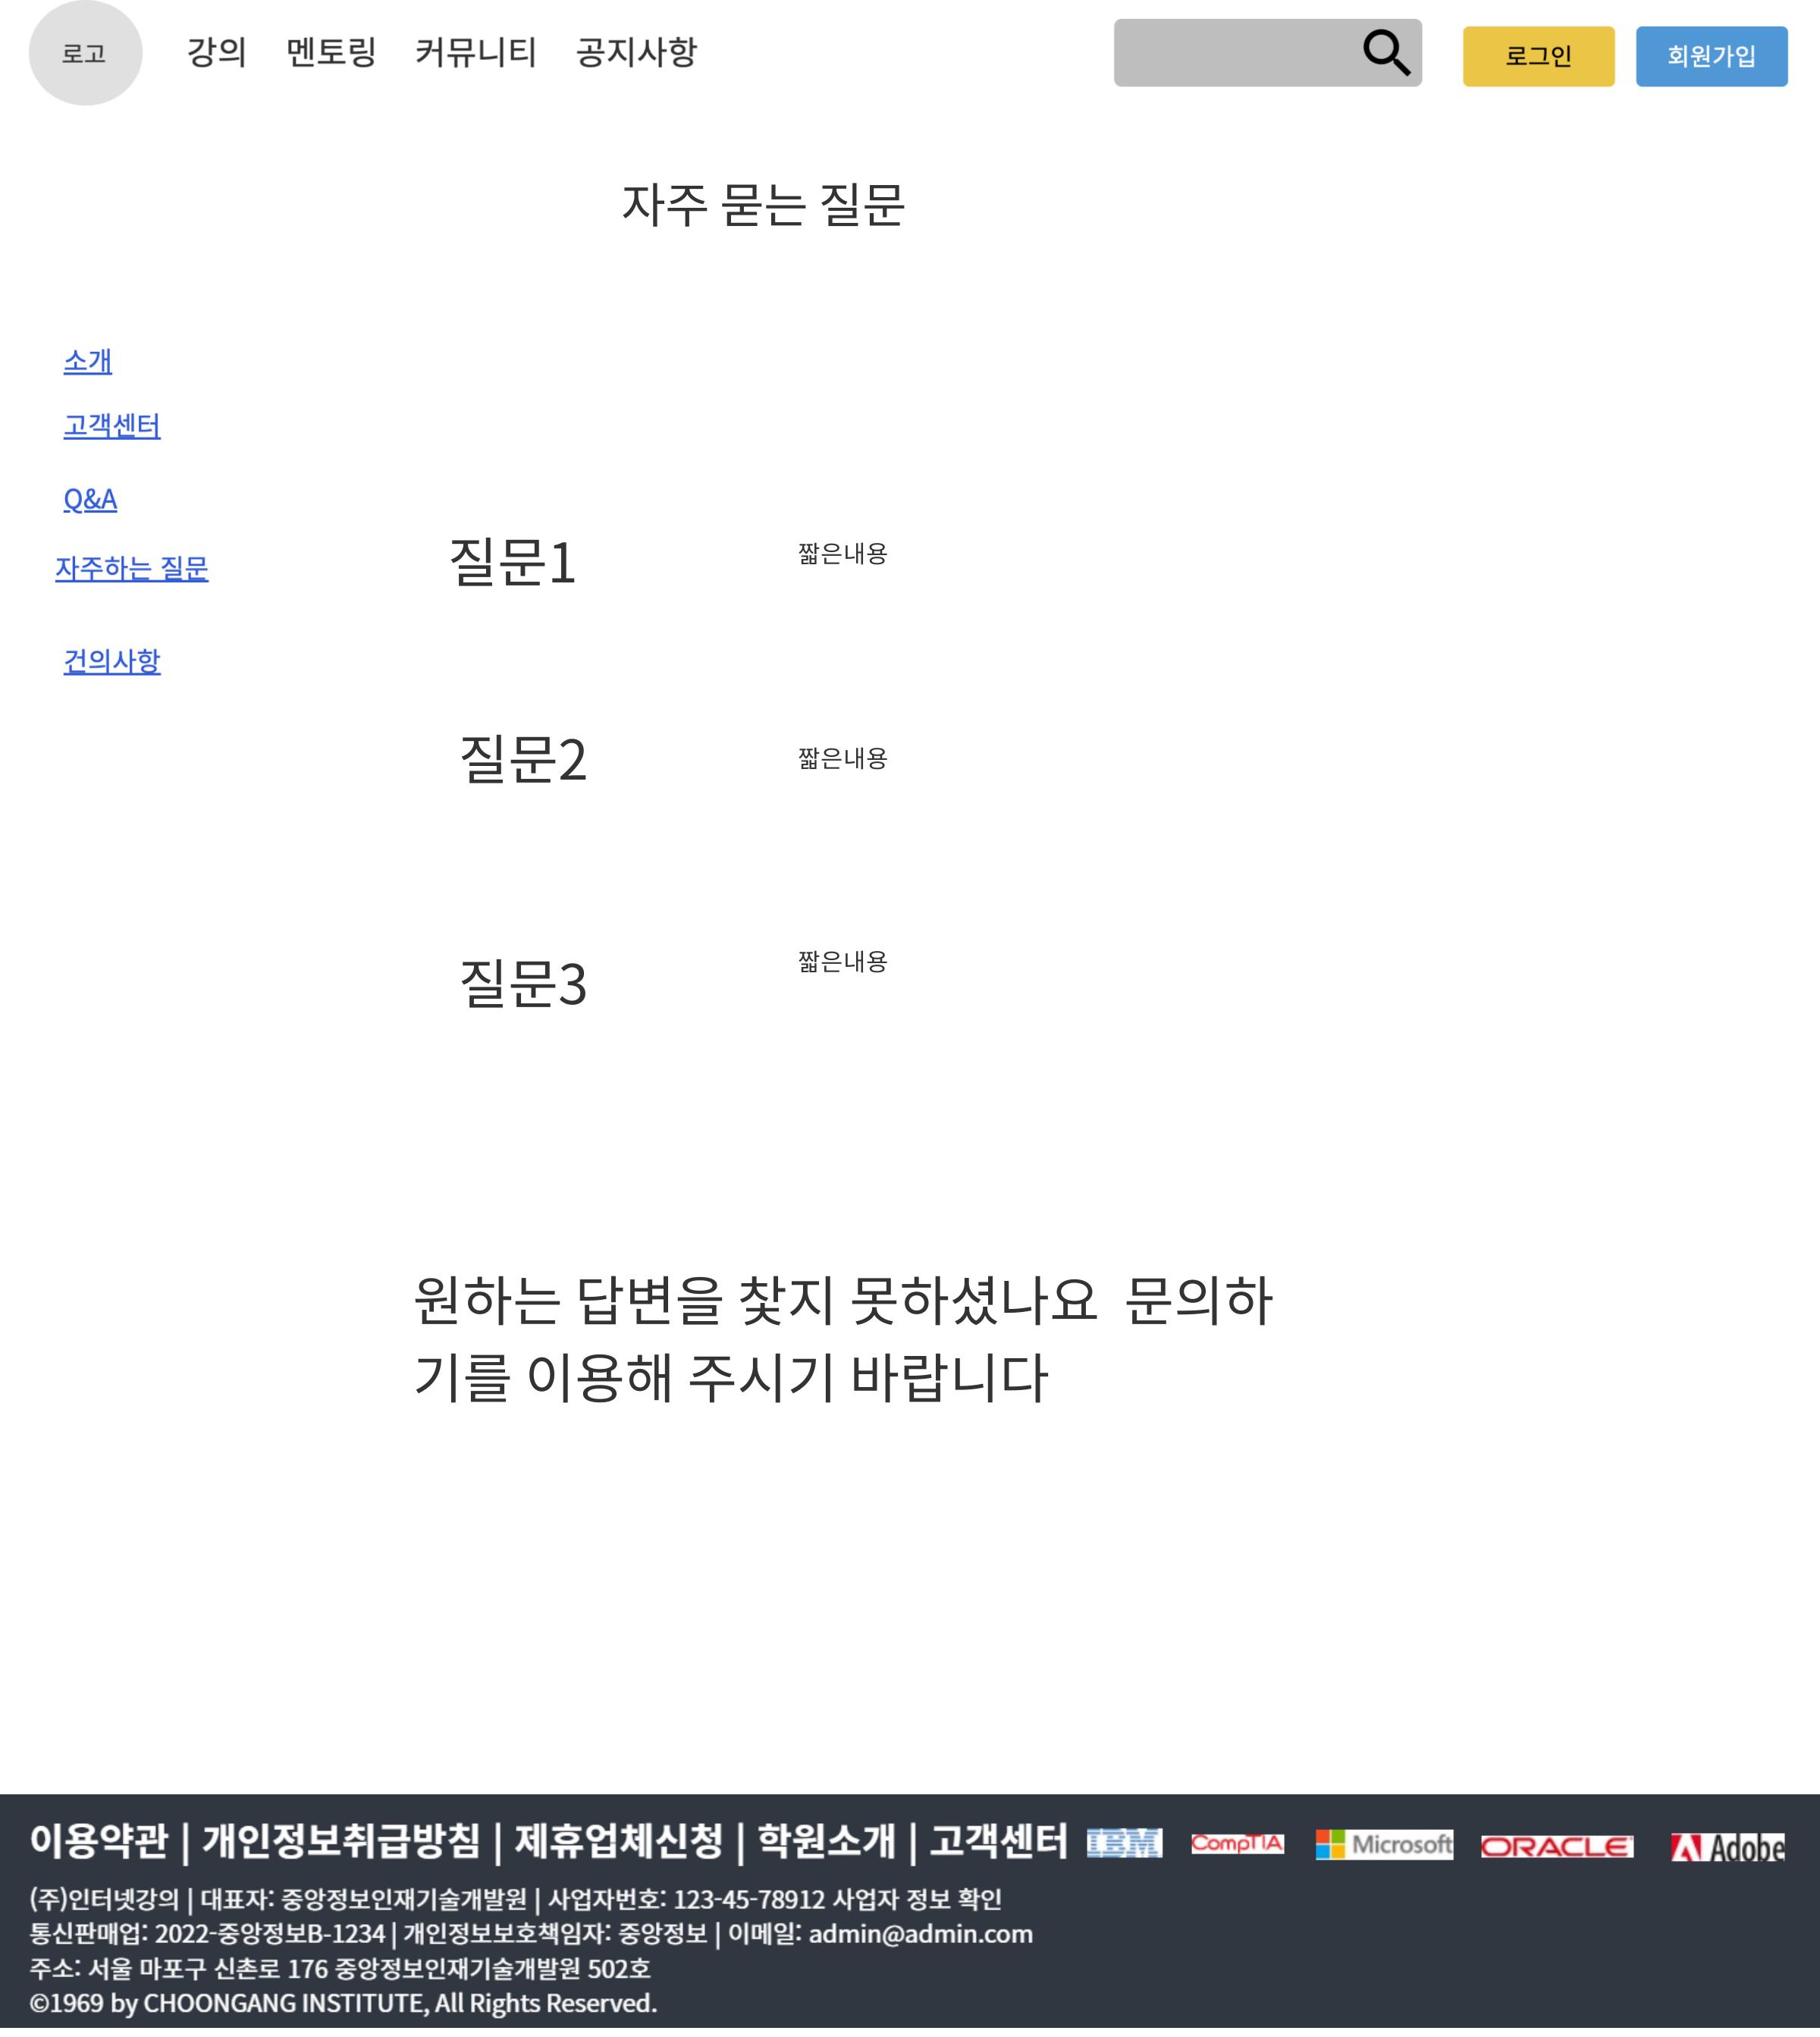 로고
강의 멘토링 커뮤니티 공지사항
로그인
회원가입
자주 묻는 질문
소개
고객센터
Q&A
자주하는 질문
건의사항
질문1
짧은내용
질문2
짧은내용
질문3
짧은내용
원하는 답변을 찾지 못하셨나요 문의하
기를 이용해 주시기 바랍니다
이용약관 | 개인정보취급방침 | 제휴업체신청 | 학원소개 | 고객센터
IBM CompTIA Microsoft ORACLE Adobe
(주)인터넷강의 | 대표자: 중앙정보인재기술개발원 | 사업자번호: 123-45-78912 사업자 정보 확인
통신판매업: 2022-중앙정보B-1234 | 개인정보보호책임자: 중앙정보 | 이메일: admin@admin.com
주소: 서울 마포구 신촌로 176 중앙정보인재기술개발원 502호
©1969 by CHOONGANG INSTITUTE, All Rights Reserved.